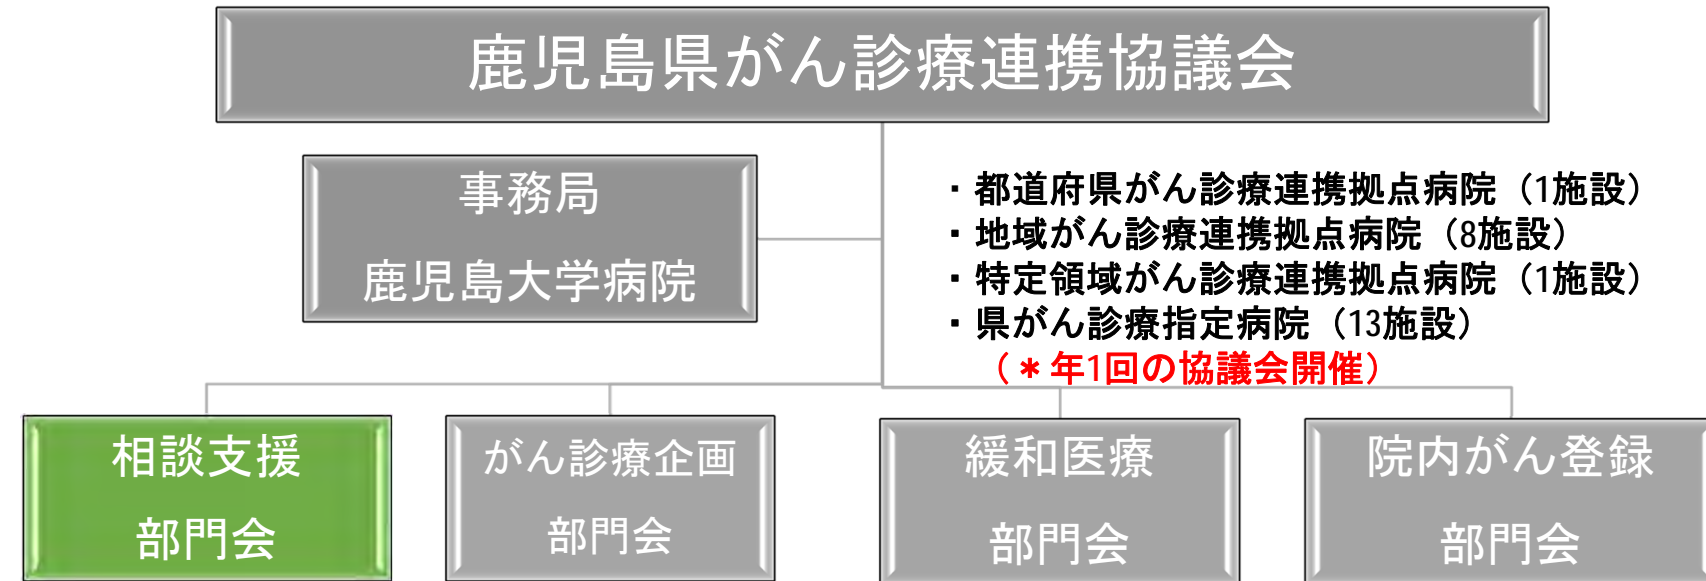 鹿児島県がん診療連携協議会
事務局
鹿児島大学病院
・都道府県がん診療連携拠点病院（1施設）
・地域がん診療連携拠点病院（8施設）
・特定領域がん診療連携拠点病院（1施設）
・県がん診療指定病院（13施設）
（＊年1回の協議会開催）
相談支援
部門会
がん診療企画
部門会
緩和医療
部門会
院内がん登録
部門会